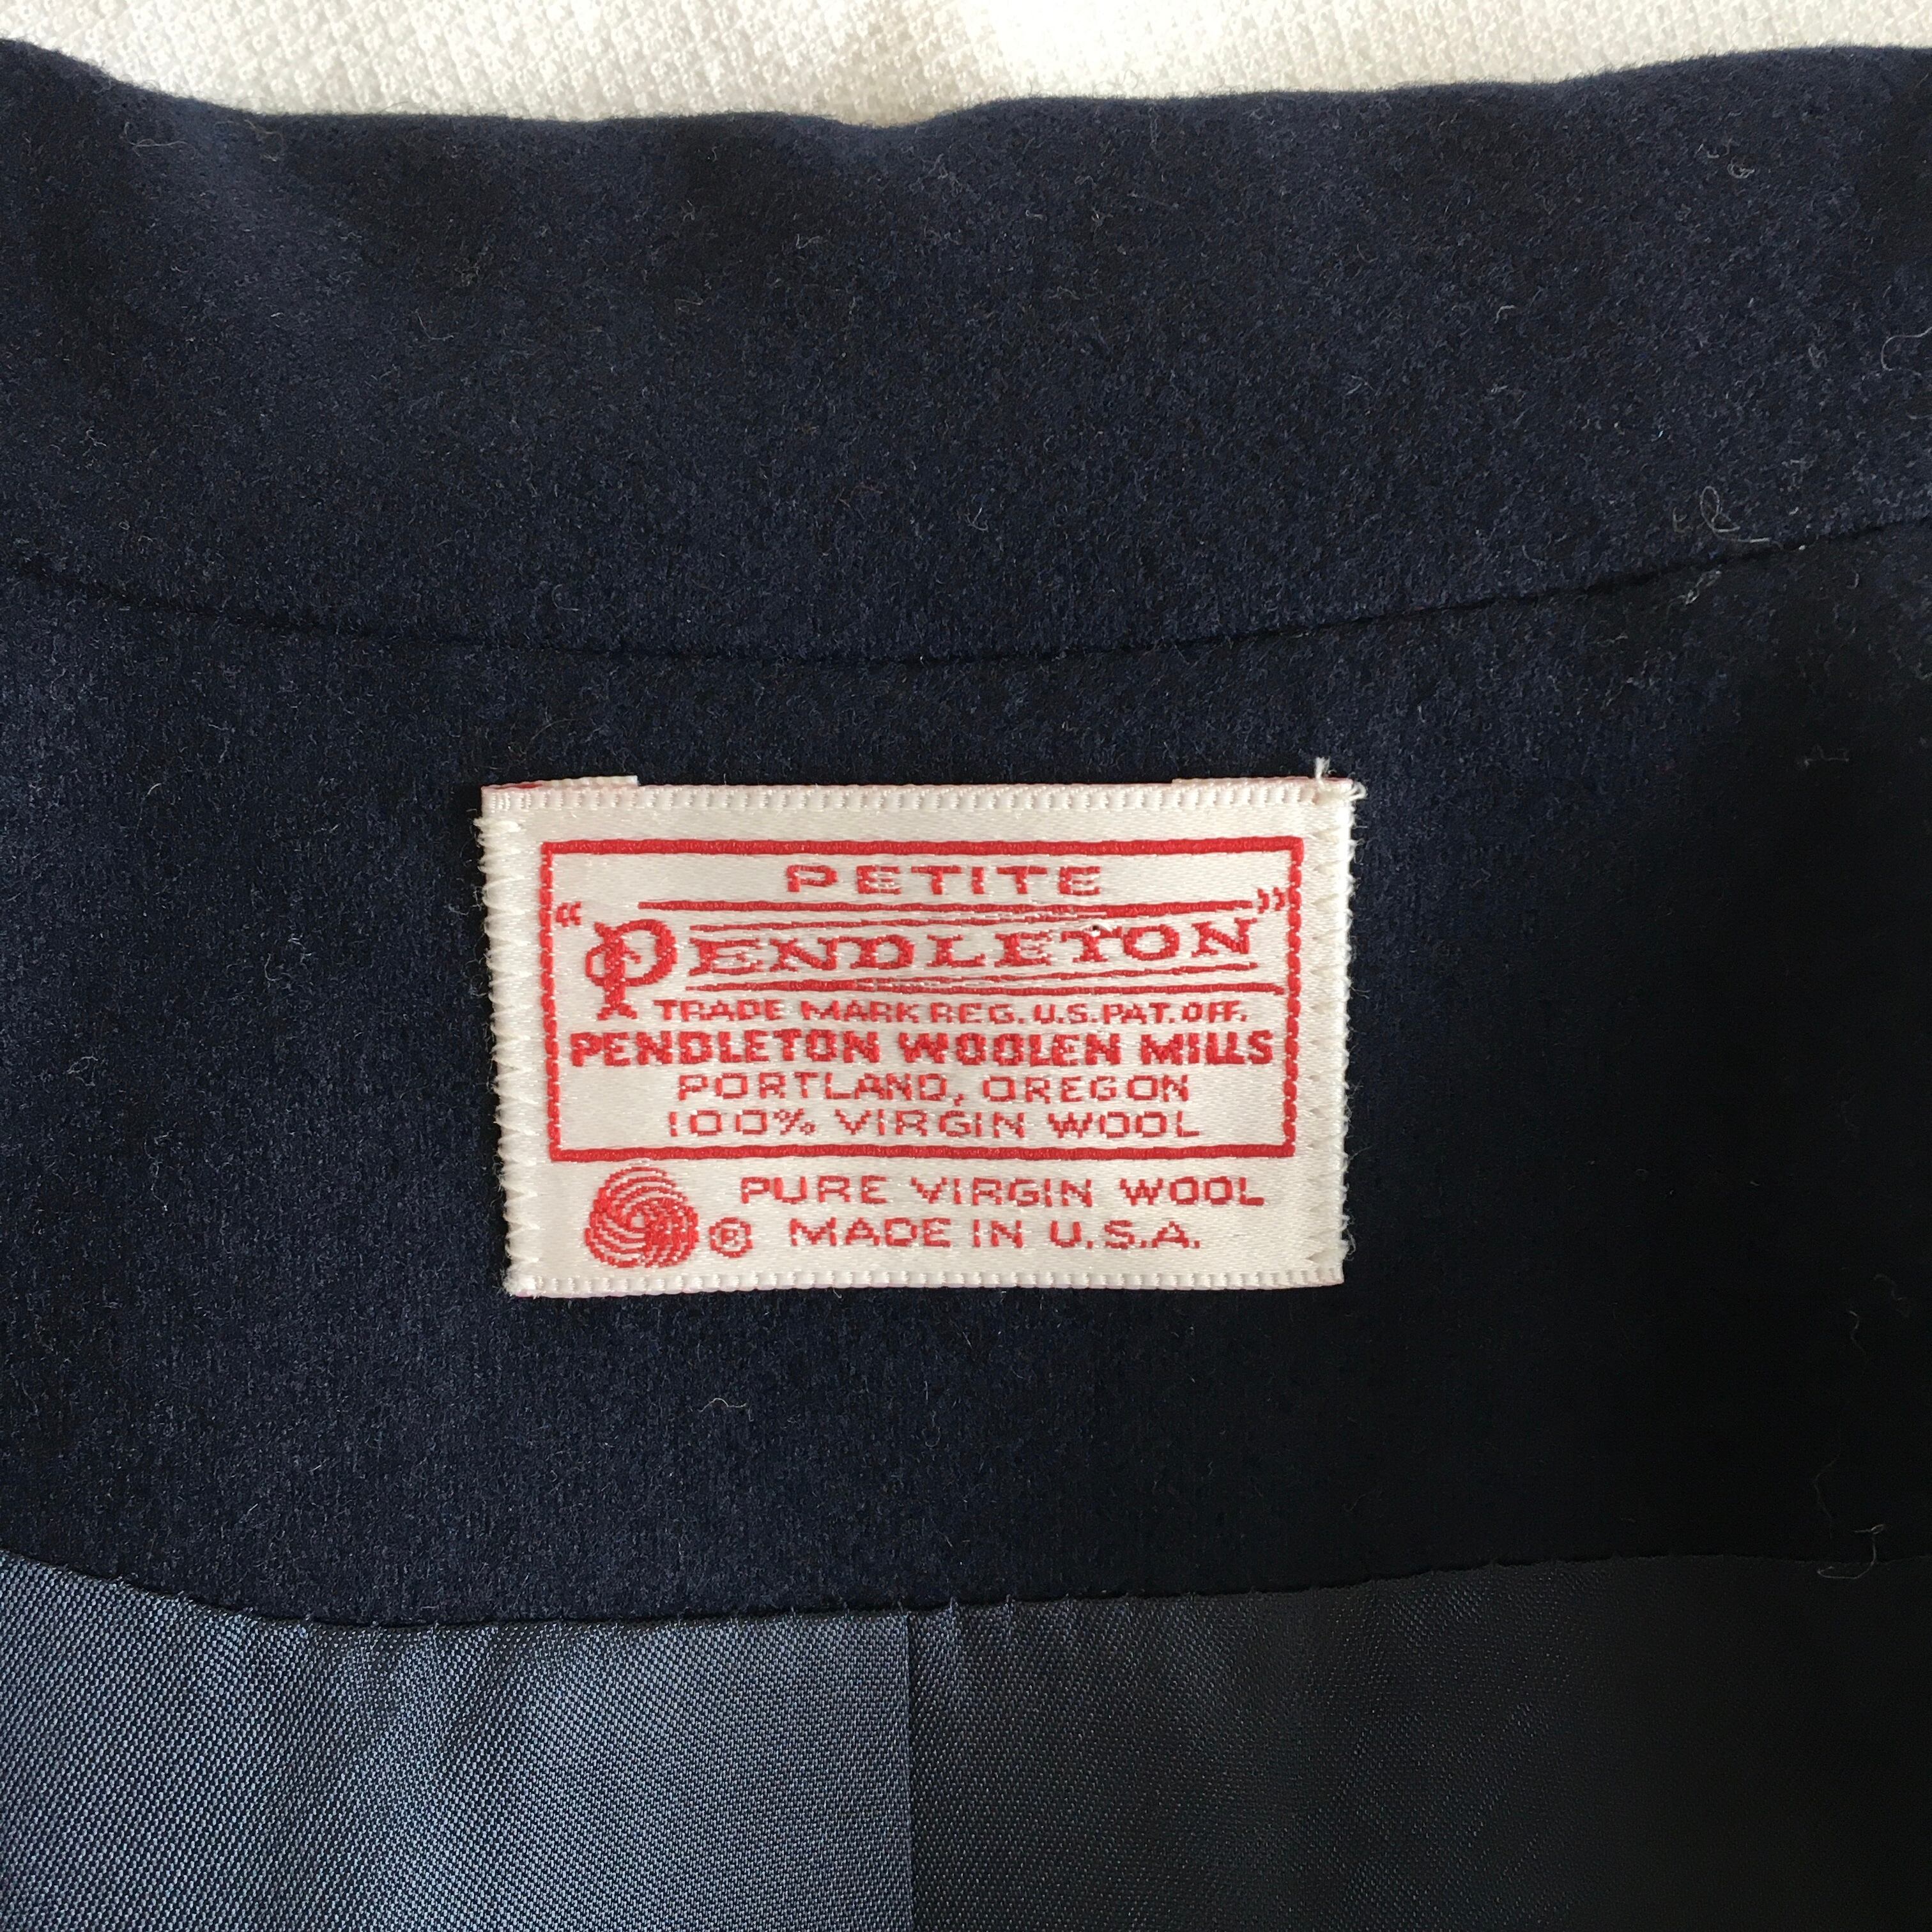 PETITE
"PENDLETON"
TRADE MARK REG. U.S. PAT. OFF.
PENDLETON WOOLEN MILLS
PORTLAND, OREGON
100% VIRGIN WOOL
PURE VIRGIN WOOL
® MADE IN U.S.A.